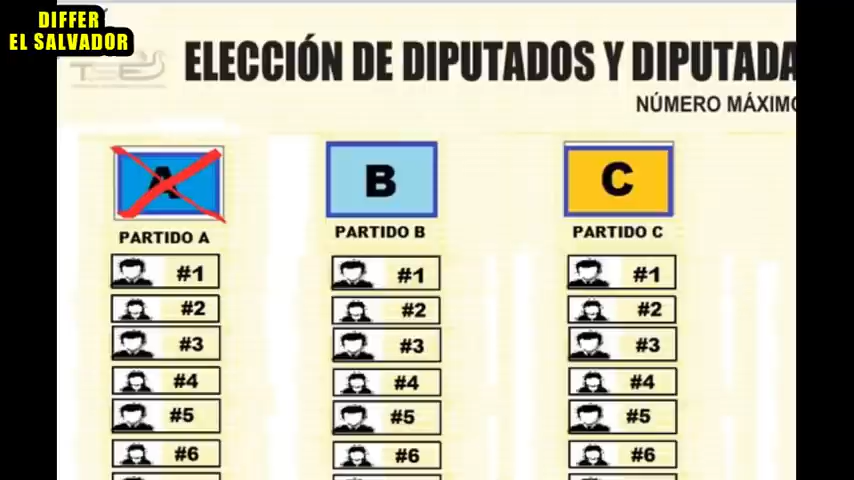 DIFFER
EL SALVADOR
ELECCIÓN DE DIPUTADOS Y DIPUTADA
NÚMERO MÁXIMO
A
B
C
PARTIDO A
PARTIDO B
PARTIDO C
#1
#1
#1
#2
#2
#2
#3
#3
#3
#4
#4
#4
#5
#5
#5
#6
#6
#6